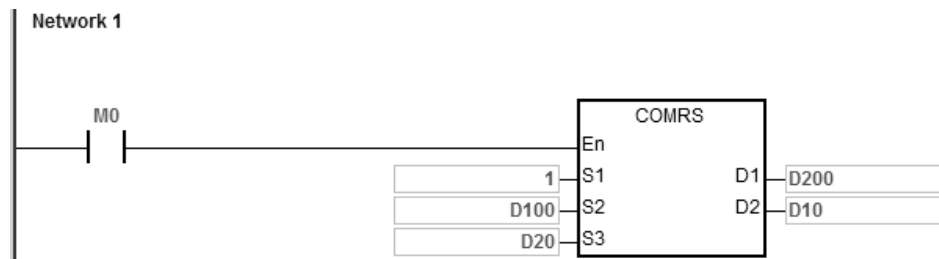 Network 1
M0
COMRS
En
1 S1 D1 D200
D100 S2 D2 D10
D20 S3